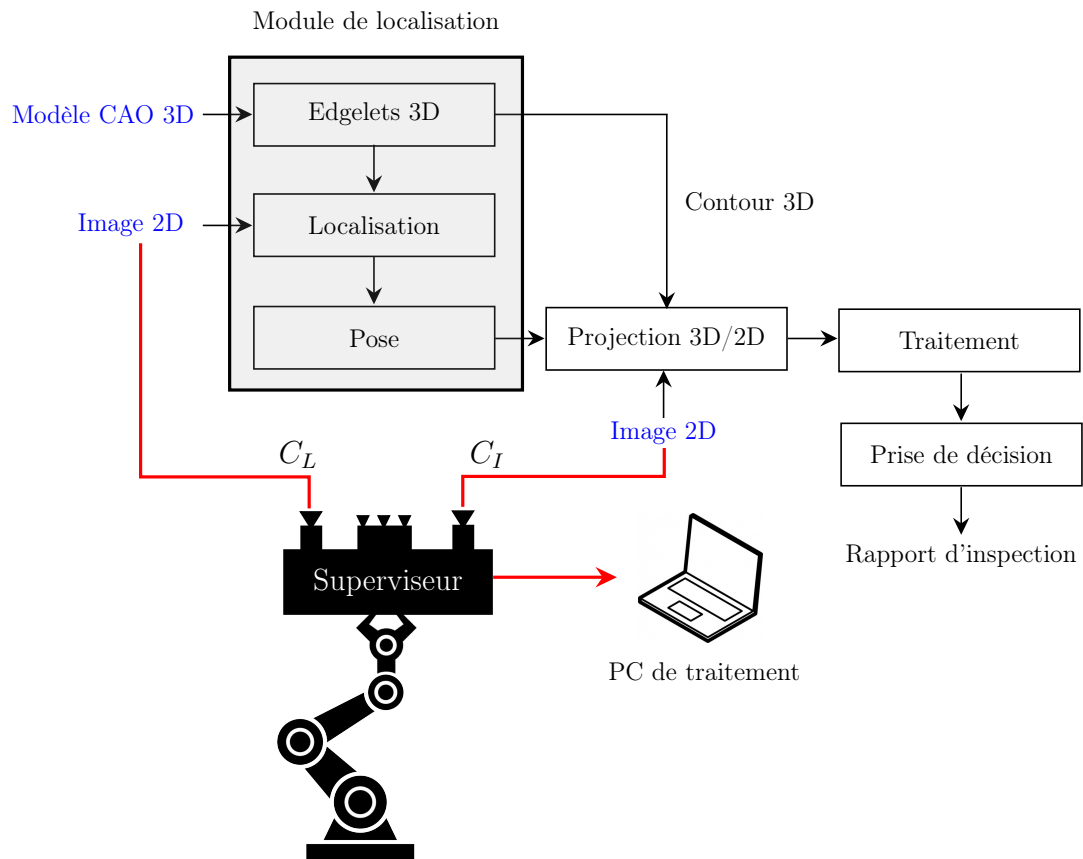 Module de localisation
Modèle CAO 3D
Edgelets 3D
Contour 3D
Image 2D
Localisation
Pose
Projection 3D/2D
Traitement
Image 2D
Prise de décision
C_L
C_I
Rapport d'inspection
Superviseur
PC de traitement